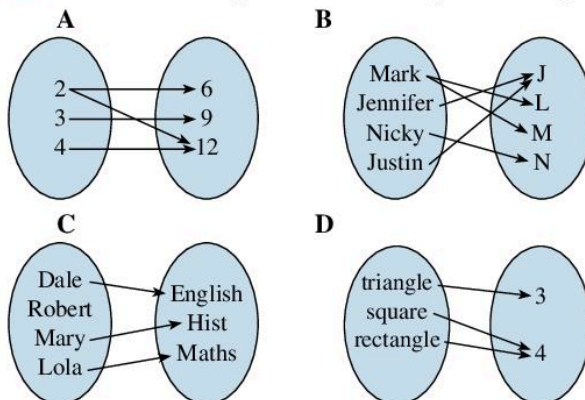 A
2
3
4
6
9
12
B
Mark
Jennifer
Nicky
Justin
J
L
M
N
C
Dale
Robert
Mary
Lola
English
Hist
Maths
D
triangle
square
rectangle
3
4